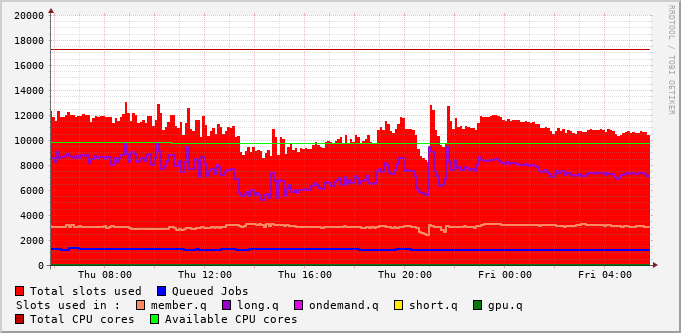 20000
18000
16000
14000
12000
10000
8000
6000
4000
2000
0
Thu 08:00 Thu 12:00 Thu 16:00 Thu 20:00 Fri 00:00 Fri 04:00
RRDTOOL / TOBI OETIKER
Total slots used Queued Jobs
Slots used in : member.q long.q ondemand.q short.q gpu.q
Total CPU cores Available CPU cores